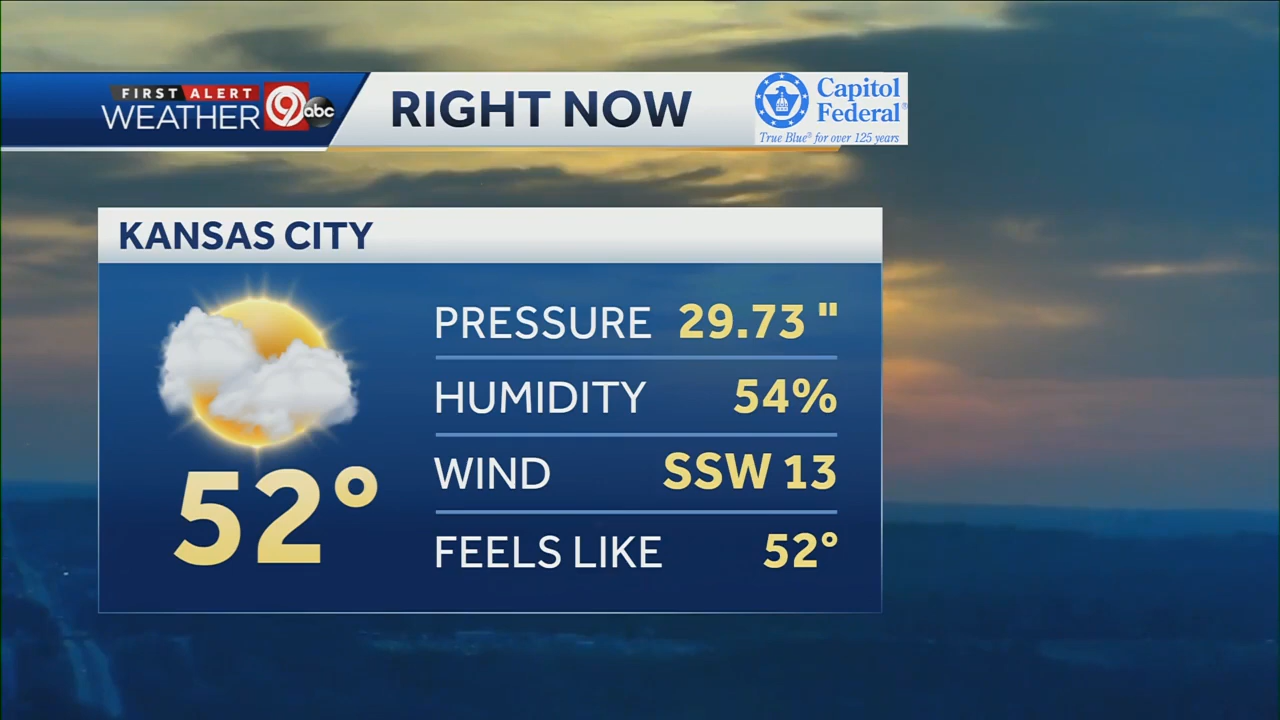 FIRST ALERT
WEATHER 9 abc
RIGHT NOW
Capitol
Federal®
True Blue® for over 125 years
KANSAS CITY
52°
PRESSURE 29.73 "
HUMIDITY 54%
WIND SSW 13
FEELS LIKE 52°